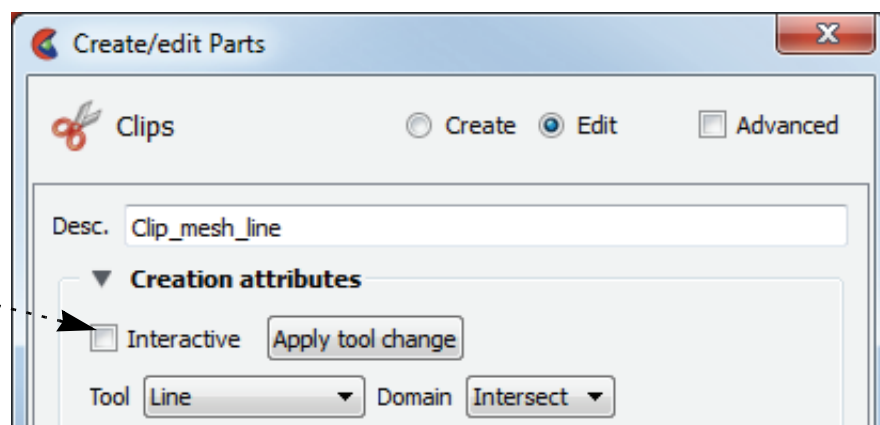 Create/edit Parts
Clips Create Edit Advanced
Desc. Clip_mesh_line
Creation attributes
Interactive Apply tool change
Tool Line Domain Intersect